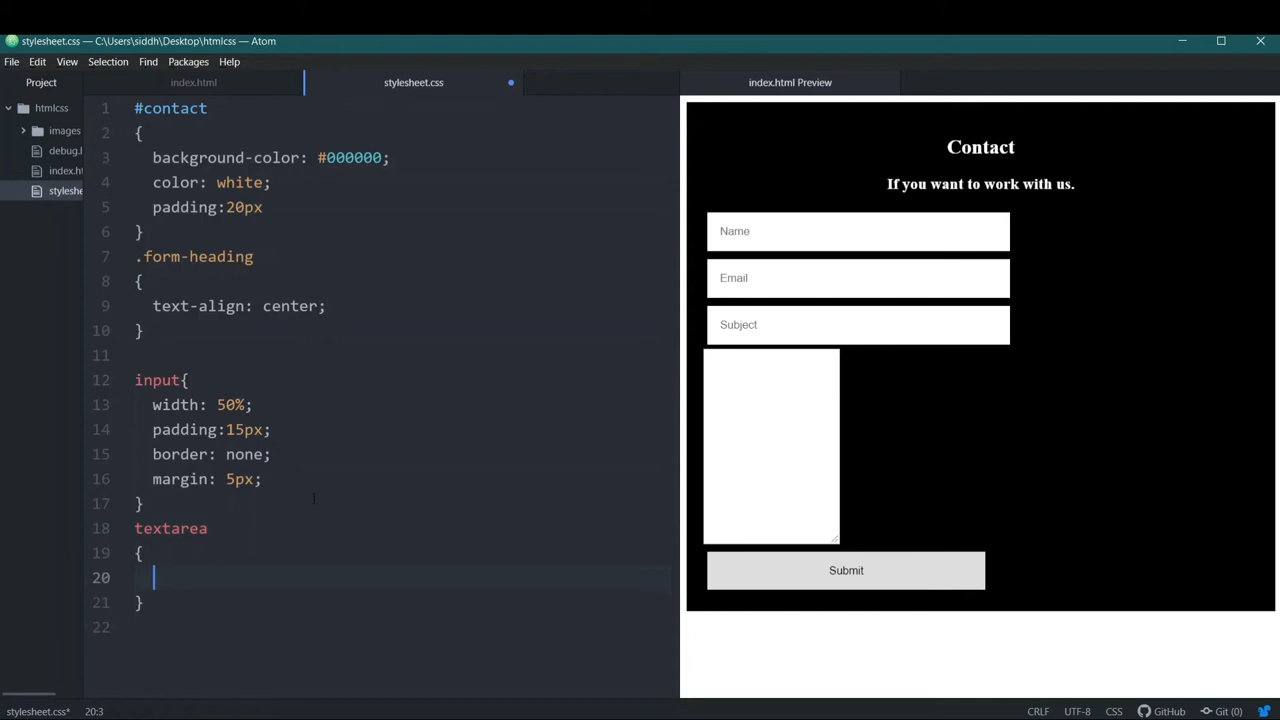 stylesheet.css — C:\Users\siddh\Desktop\htmlcss — Atom
File Edit View Selection Find Packages Help
Project
index.html
stylesheet.css
index.html Preview
htmlcss
images
debug.l
index.ht
styleshe
1 #contact
2 {
3 background-color: #000000;
4 color: white;
5 padding:20px
6 }
7 .form-heading
8 {
9 text-align: center;
10 }
11
12 input{
13 width: 50%;
14 padding:15px;
15 border: none;
16 margin: 5px;
17 }
18 textarea
19 {
20
21 }
22
Contact
If you want to work with us.
Name
Email
Subject
Submit
stylesheet.css* 20:3
CRLF UTF-8 CSS GitHub Git (0)